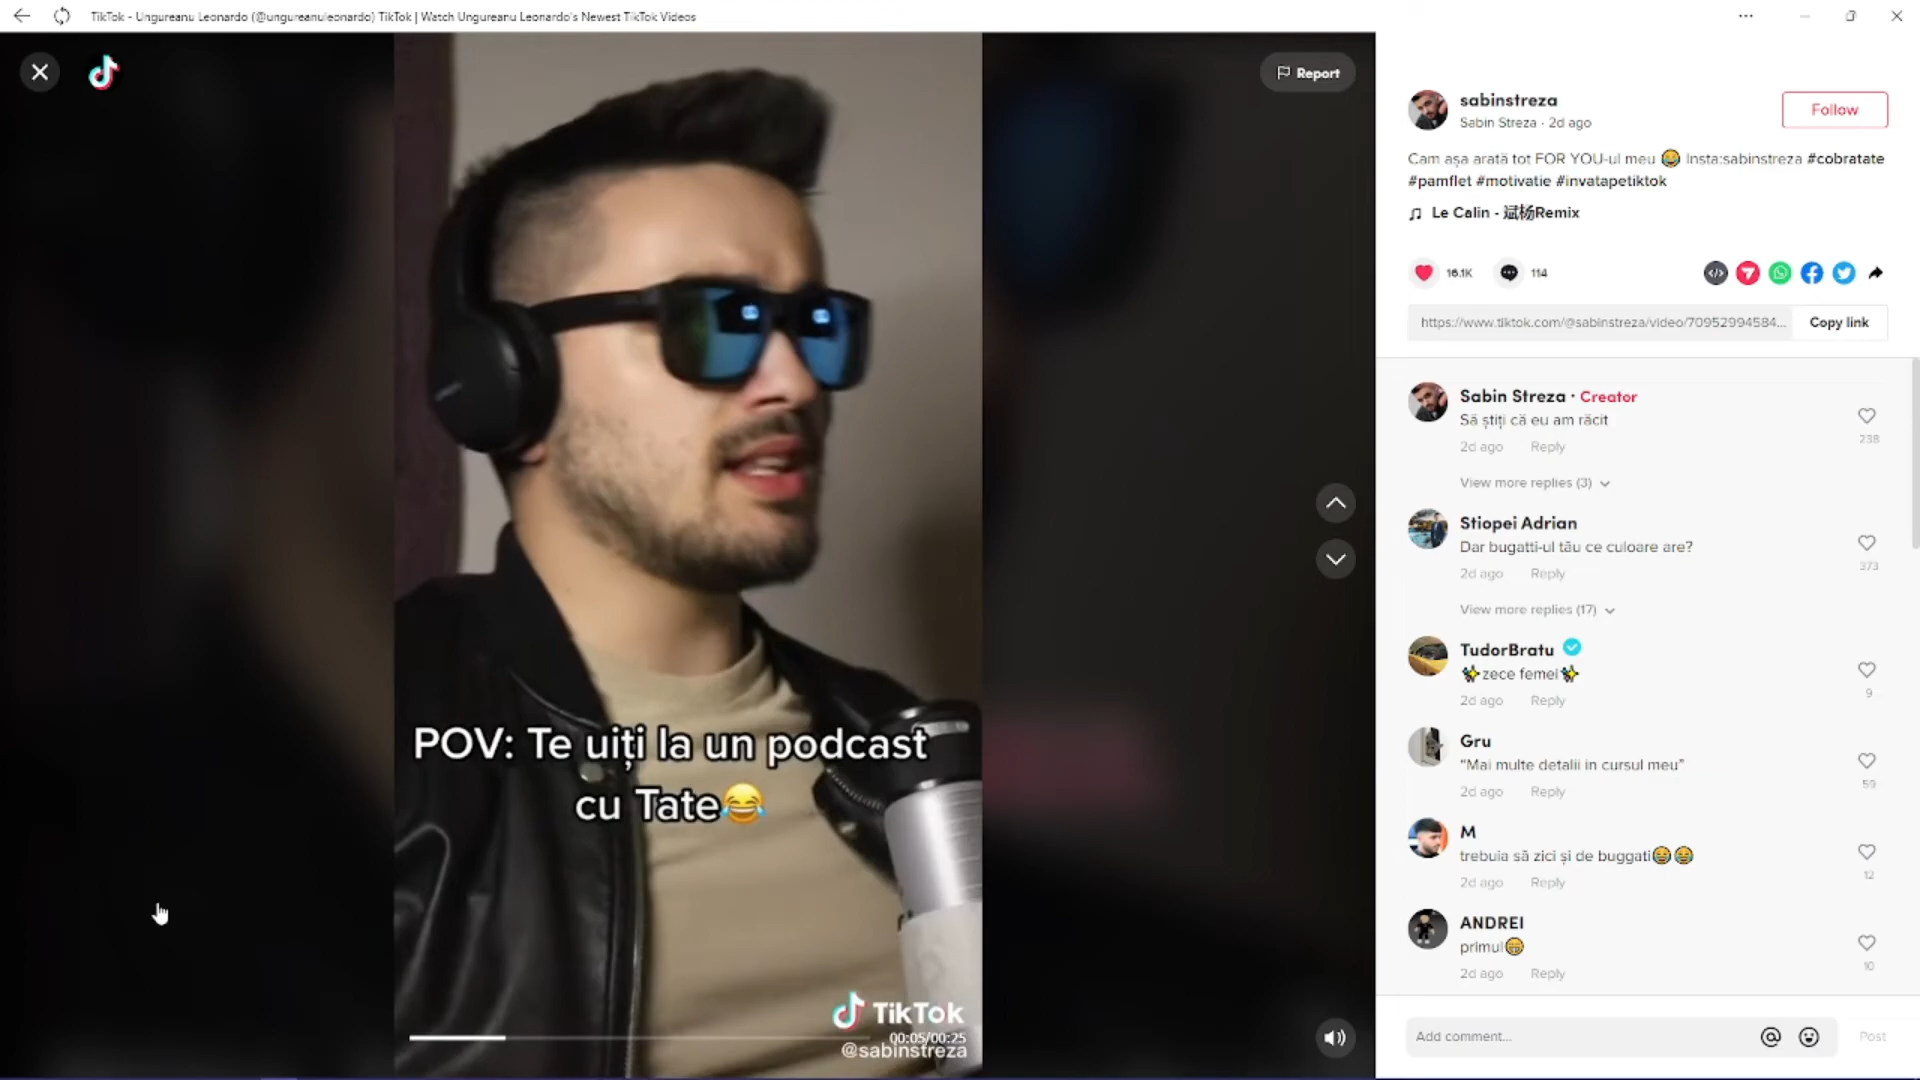 TikTok - Ungureanu Leonardo (@ungureanuleonardo) TikTok | Watch Ungureanu Leonardo's Newest TikTok Videos
Report
POV: Te uiți la un podcast
cu Tate😂
TikTok
00:05/00:25
@sabinstreza
sabinstreza
Sabin Streza · 2d ago
Follow
Cam așa arată tot FOR YOU-ul meu 😂 Insta:sabinstreza #cobratate
#pamflet #motivatie #invatapetiktok
Le Calin - 斌杨Remix
16.1K
114
https://www.tiktok.com/@sabinstreza/video/70952994584...
Copy link
Sabin Streza · Creator
Să știți că eu am răcit
2d ago Reply
238
View more replies (3)
Stiopei Adrian
Dar bugatti-ul tău ce culoare are?
2d ago Reply
373
View more replies (17)
TudorBratu
✨zece femei✨
2d ago Reply
9
Gru
“Mai multe detalii in cursul meu”
2d ago Reply
59
M
trebuia să zici și de buggati😂😂
2d ago Reply
12
ANDREI
primul😁
2d ago Reply
10
Add comment...
Post